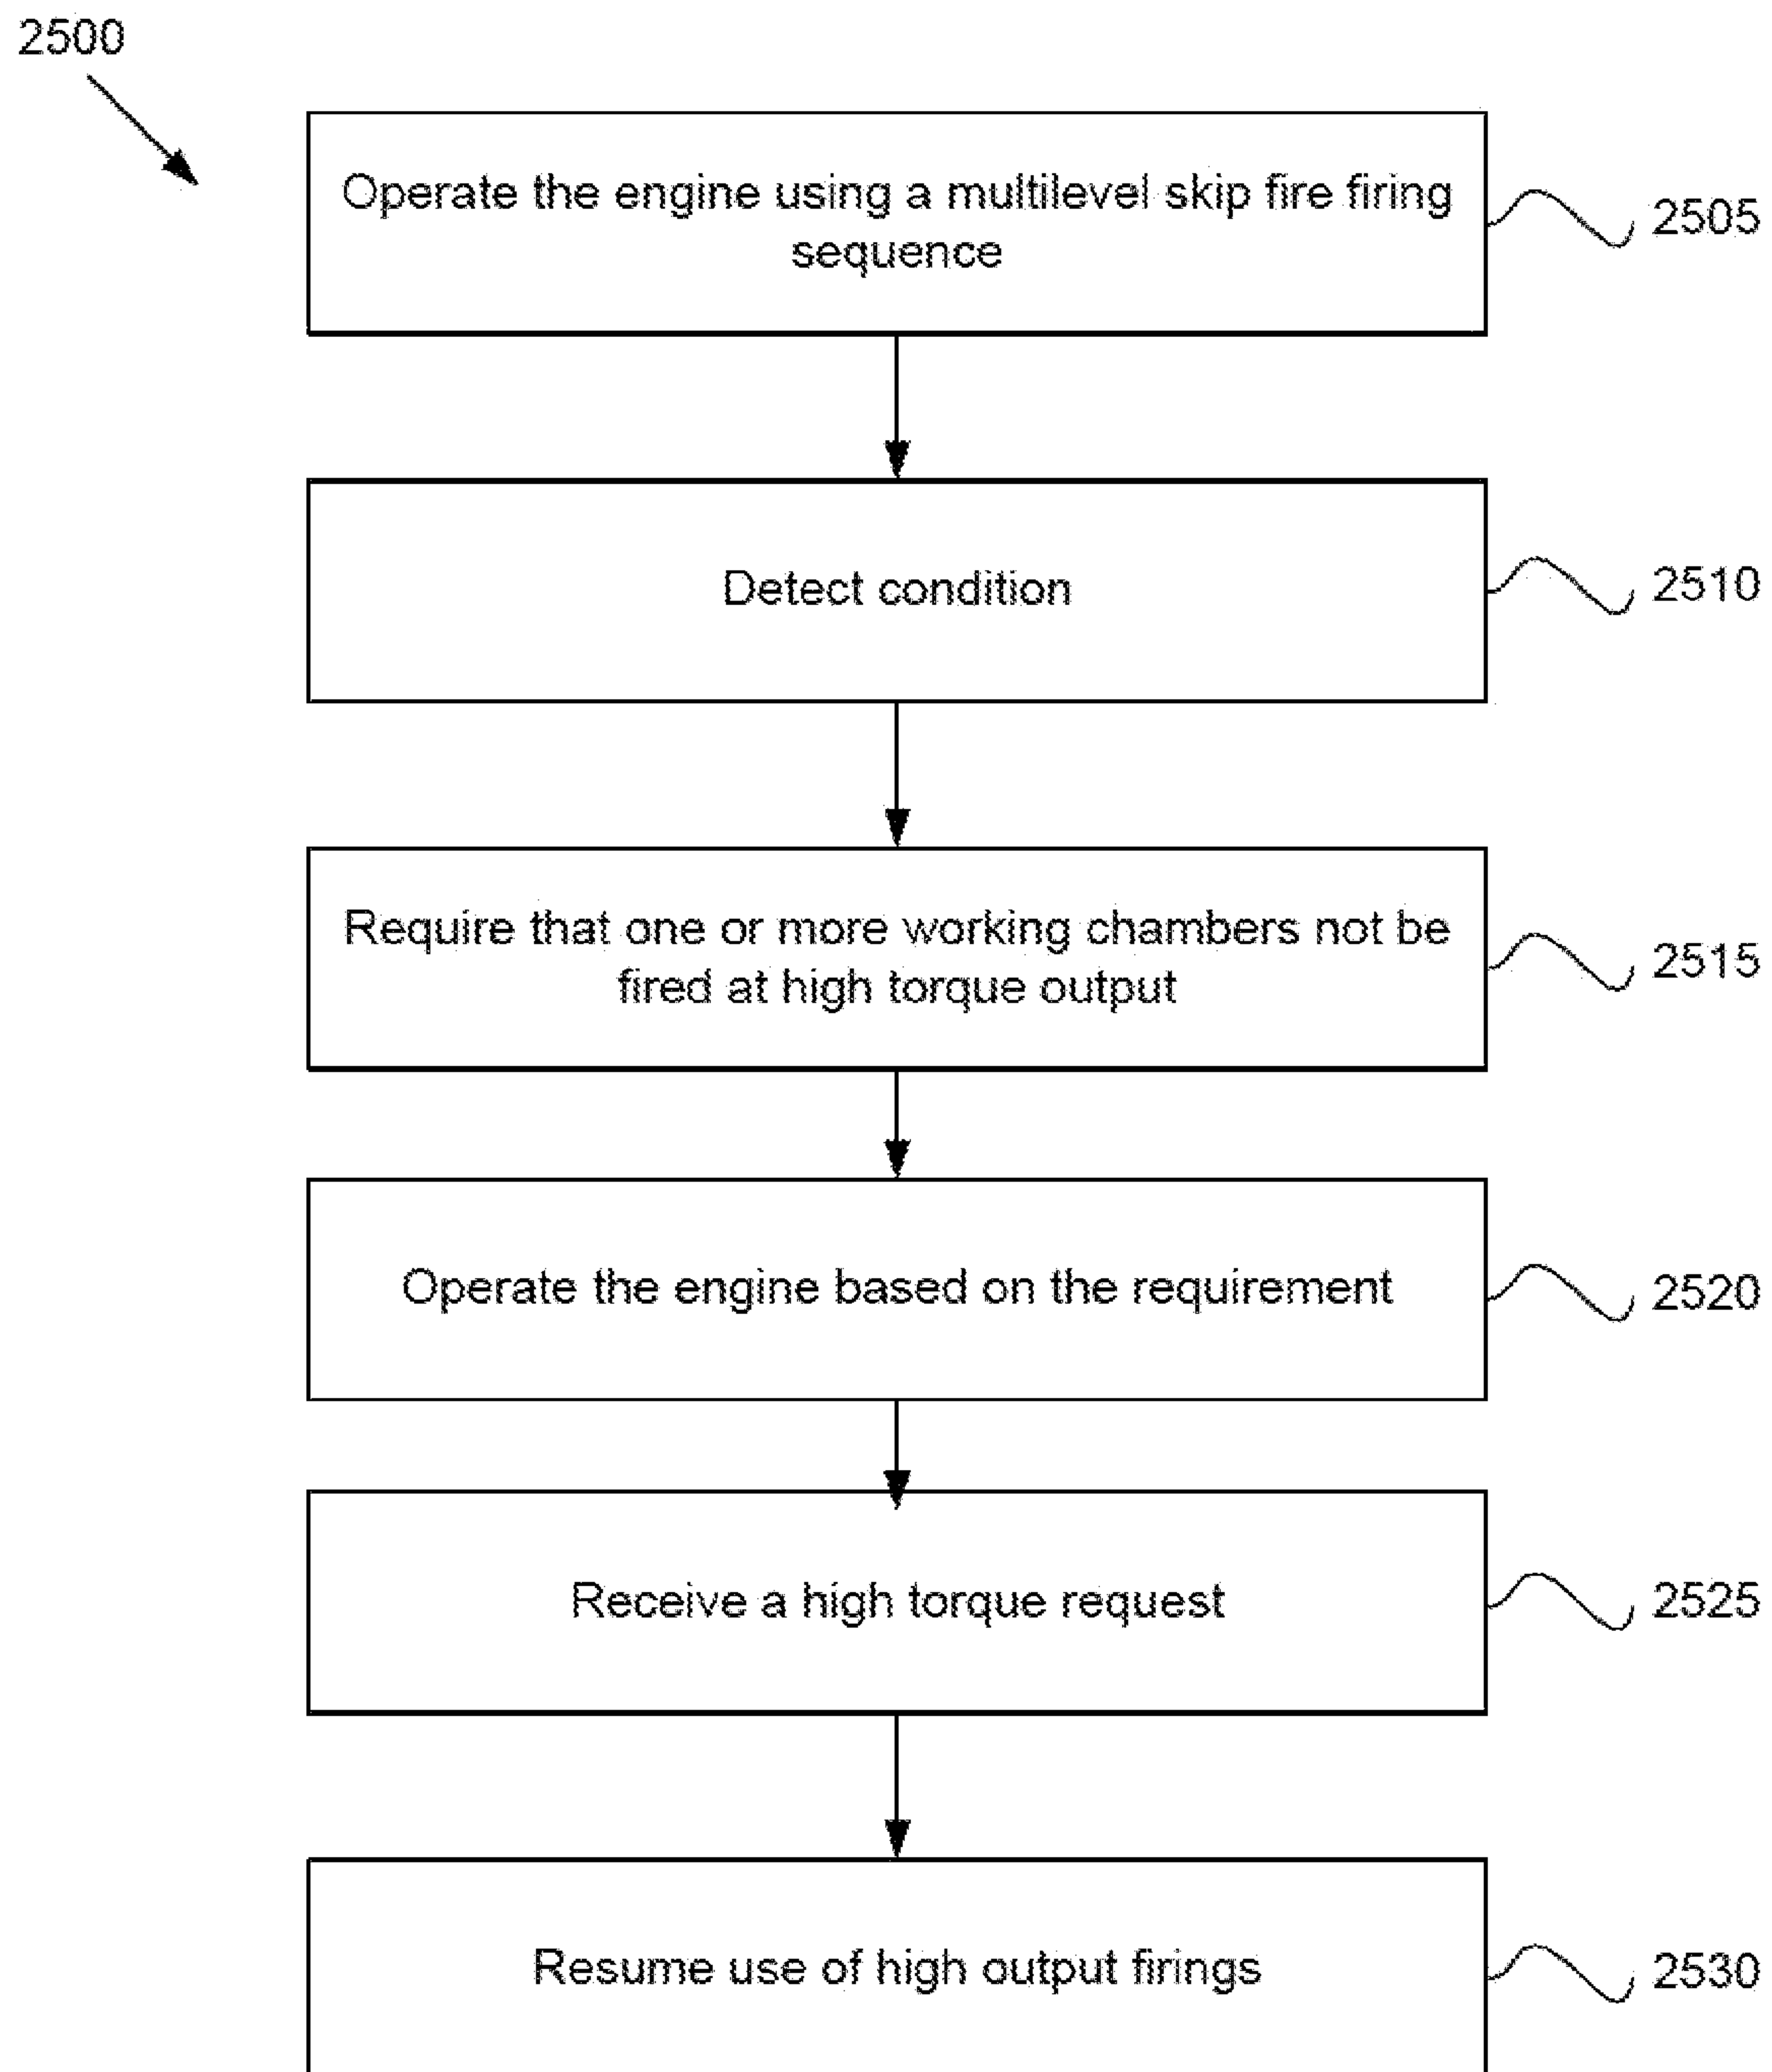 2500
Operate the engine using a multilevel skip fire firing
sequence
2505
Detect condition
2510
Require that one or more working chambers not be
fired at high torque output
2515
Operate the engine based on the requirement
2520
Receive a high torque request
2525
Resume use of high output firings
2530